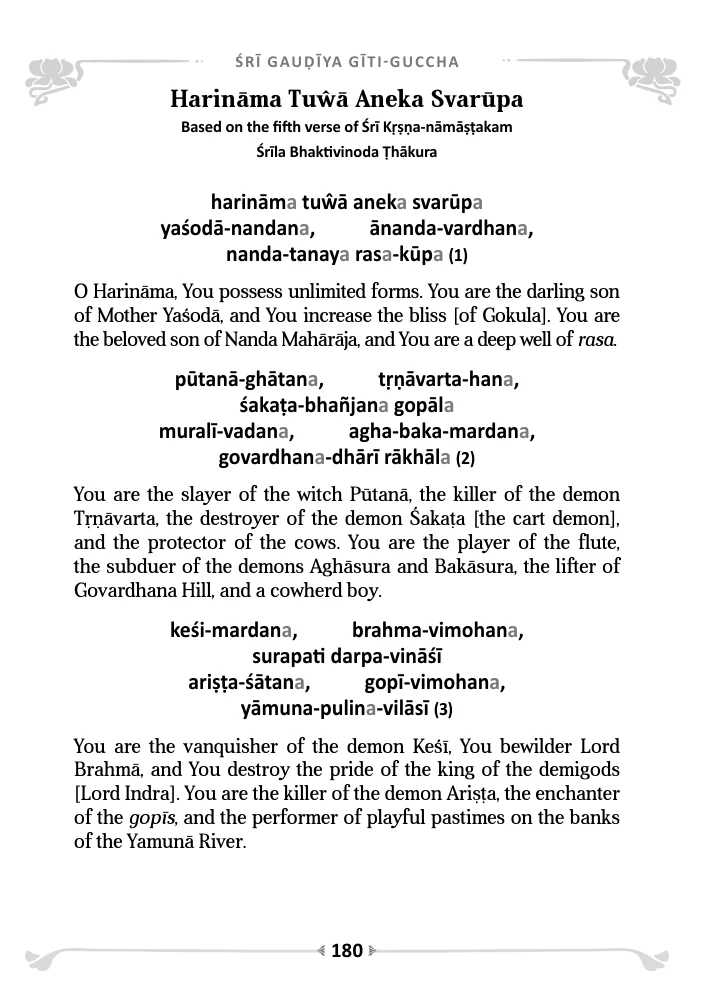 ŚRĪ GAUḌĪYA GĪTI-GUCCHA
Harināma Tuŵā Aneka Svarūpa
Based on the fifth verse of Śrī Kṛṣṇa-nāmāṣṭakam
Śrīla Bhaktivinoda Ṭhākura
harināma tuŵā aneka svarūpa
yaśodā-nandana, ānanda-vardhana,
nanda-tanaya rasa-kūpa (1)
O Harināma, You possess unlimited forms. You are the darling son
of Mother Yaśodā, and You increase the bliss [of Gokula]. You are
the beloved son of Nanda Mahārāja, and You are a deep well of rasa.
pūtanā-ghātana, tṛṇāvarta-hana,
śakaṭa-bhañjana gopāla
muralī-vadana, agha-baka-mardana,
govardhana-dhārī rākhāla (2)
You are the slayer of the witch Pūtanā, the killer of the demon
Tṛṇāvarta, the destroyer of the demon Śakaṭa [the cart demon],
and the protector of the cows. You are the player of the flute,
the subduer of the demons Aghāsura and Bakāsura, the lifter of
Govardhana Hill, and a cowherd boy.
keśi-mardana, brahma-vimohana,
surapati darpa-vināśī
ariṣṭa-śātana, gopī-vimohana,
yāmuna-pulina-vilāsī (3)
You are the vanquisher of the demon Keśī, You bewilder Lord
Brahmā, and You destroy the pride of the king of the demigods
[Lord Indra]. You are the killer of the demon Ariṣṭa, the enchanter
of the gopīs, and the performer of playful pastimes on the banks
of the Yamunā River.
180